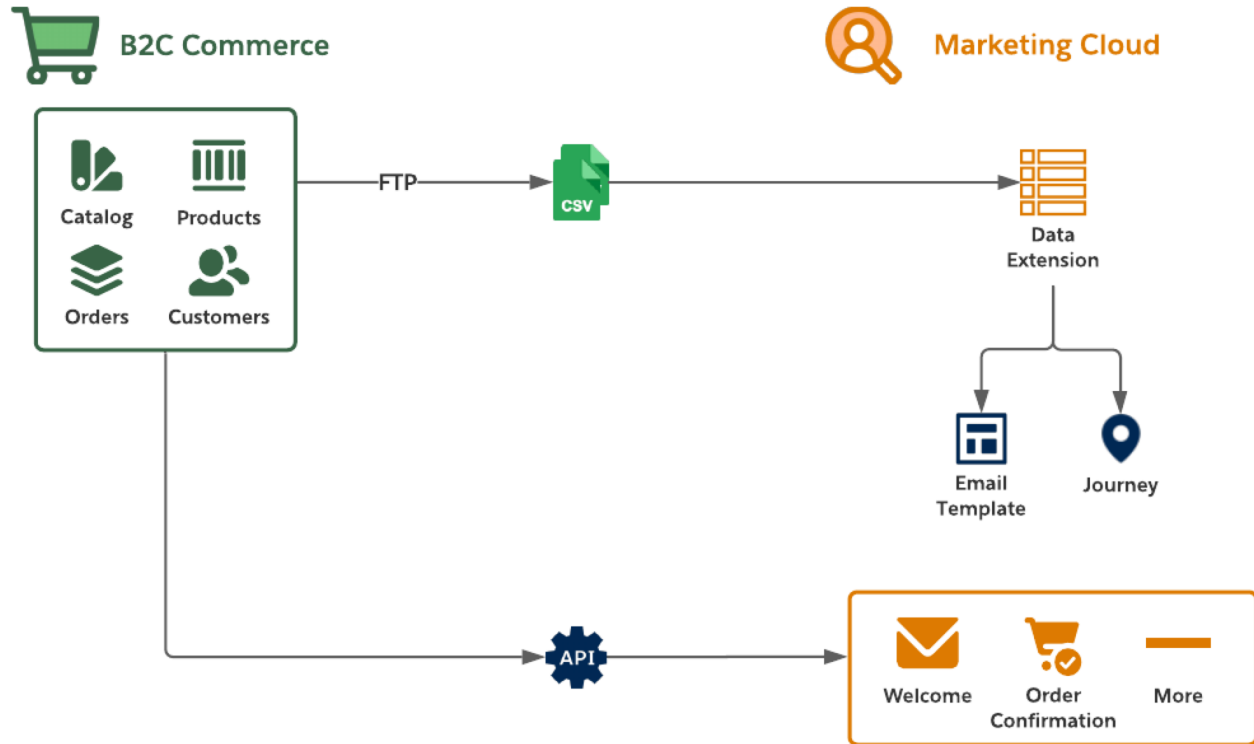 B2C Commerce
Marketing Cloud
Catalog
Products
Orders
Customers
FTP
CSV
Data
Extension
Email
Template
Journey
API
Welcome
Order
Confirmation
More